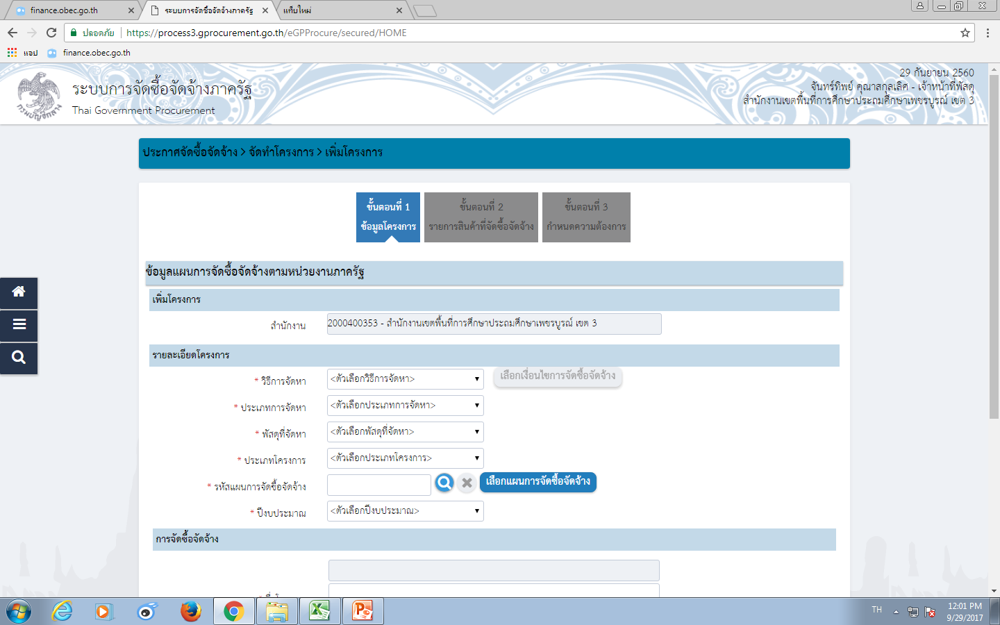 finance.obec.go.th
ระบบการจัดซื้อจัดจ้างภาครัฐ
แท็บใหม่
ปลอดภัย
https://process3.gprocurement.go.th/eGPProcure/secured/HOME
แอป
finance.obec.go.th
ระบบการจัดซื้อจัดจ้างภาครัฐ
Thai Government Procurement
กรมบัญชีกลาง
29 กันยายน 2560
จันทร์ทิพย์ คุณาสกุลเลิศ - เจ้าหน้าที่พัสดุ
สำนักงานเขตพื้นที่การศึกษาประถมศึกษาเพชรบูรณ์ เขต 3
ประกาศจัดซื้อจัดจ้าง > จัดทำโครงการ > เพิ่มโครงการ
ขั้นตอนที่ 1
ข้อมูลโครงการ
ขั้นตอนที่ 2
รายการสินค้าที่จัดซื้อจัดจ้าง
ขั้นตอนที่ 3
กำหนดความต้องการ
ข้อมูลแผนการจัดซื้อจัดจ้างตามหน่วยงานภาครัฐ
เพิ่มโครงการ
สำนักงาน 2000400353 - สำนักงานเขตพื้นที่การศึกษาประถมศึกษาเพชรบูรณ์ เขต 3
รายละเอียดโครงการ
* วิธีการจัดหา <ตัวเลือกวิธีการจัดหา> เลือกเงื่อนไขการจัดซื้อจัดจ้าง
* ประเภทการจัดหา <ตัวเลือกประเภทการจัดหา>
* พัสดุที่จัดหา <ตัวเลือกพัสดุที่จัดหา>
* ประเภทโครงการ <ตัวเลือกประเภทโครงการ>
* รหัสแผนการจัดซื้อจัดจ้าง เลือกแผนการจัดซื้อจัดจ้าง
* ปีงบประมาณ <ตัวเลือกปีงบประมาณ>
การจัดซื้อจัดจ้าง
TH
12:01 PM
9/29/2017